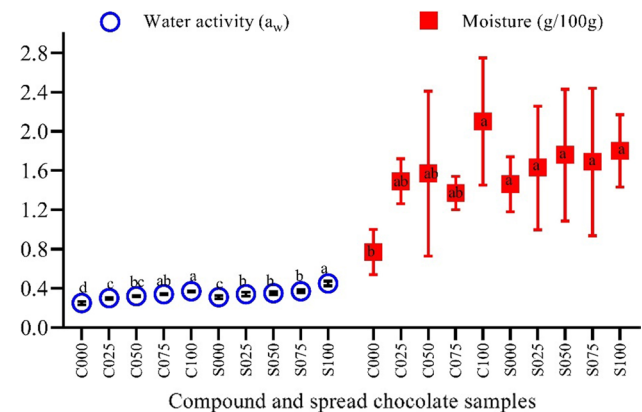 Water activity (aw) Moisture (g/100g)
2.8
2.4
2.0
1.6
1.2
0.8
0.4
0.0
d c bc ab a c b b b a
b ab ab ab a a a a a a
C000 C025 C050 C075 C100 S000 S025 S050 S075 S100 C000 C025 C050 C075 C100 S000 S025 S050 S075 S100
Compound and spread chocolate samples